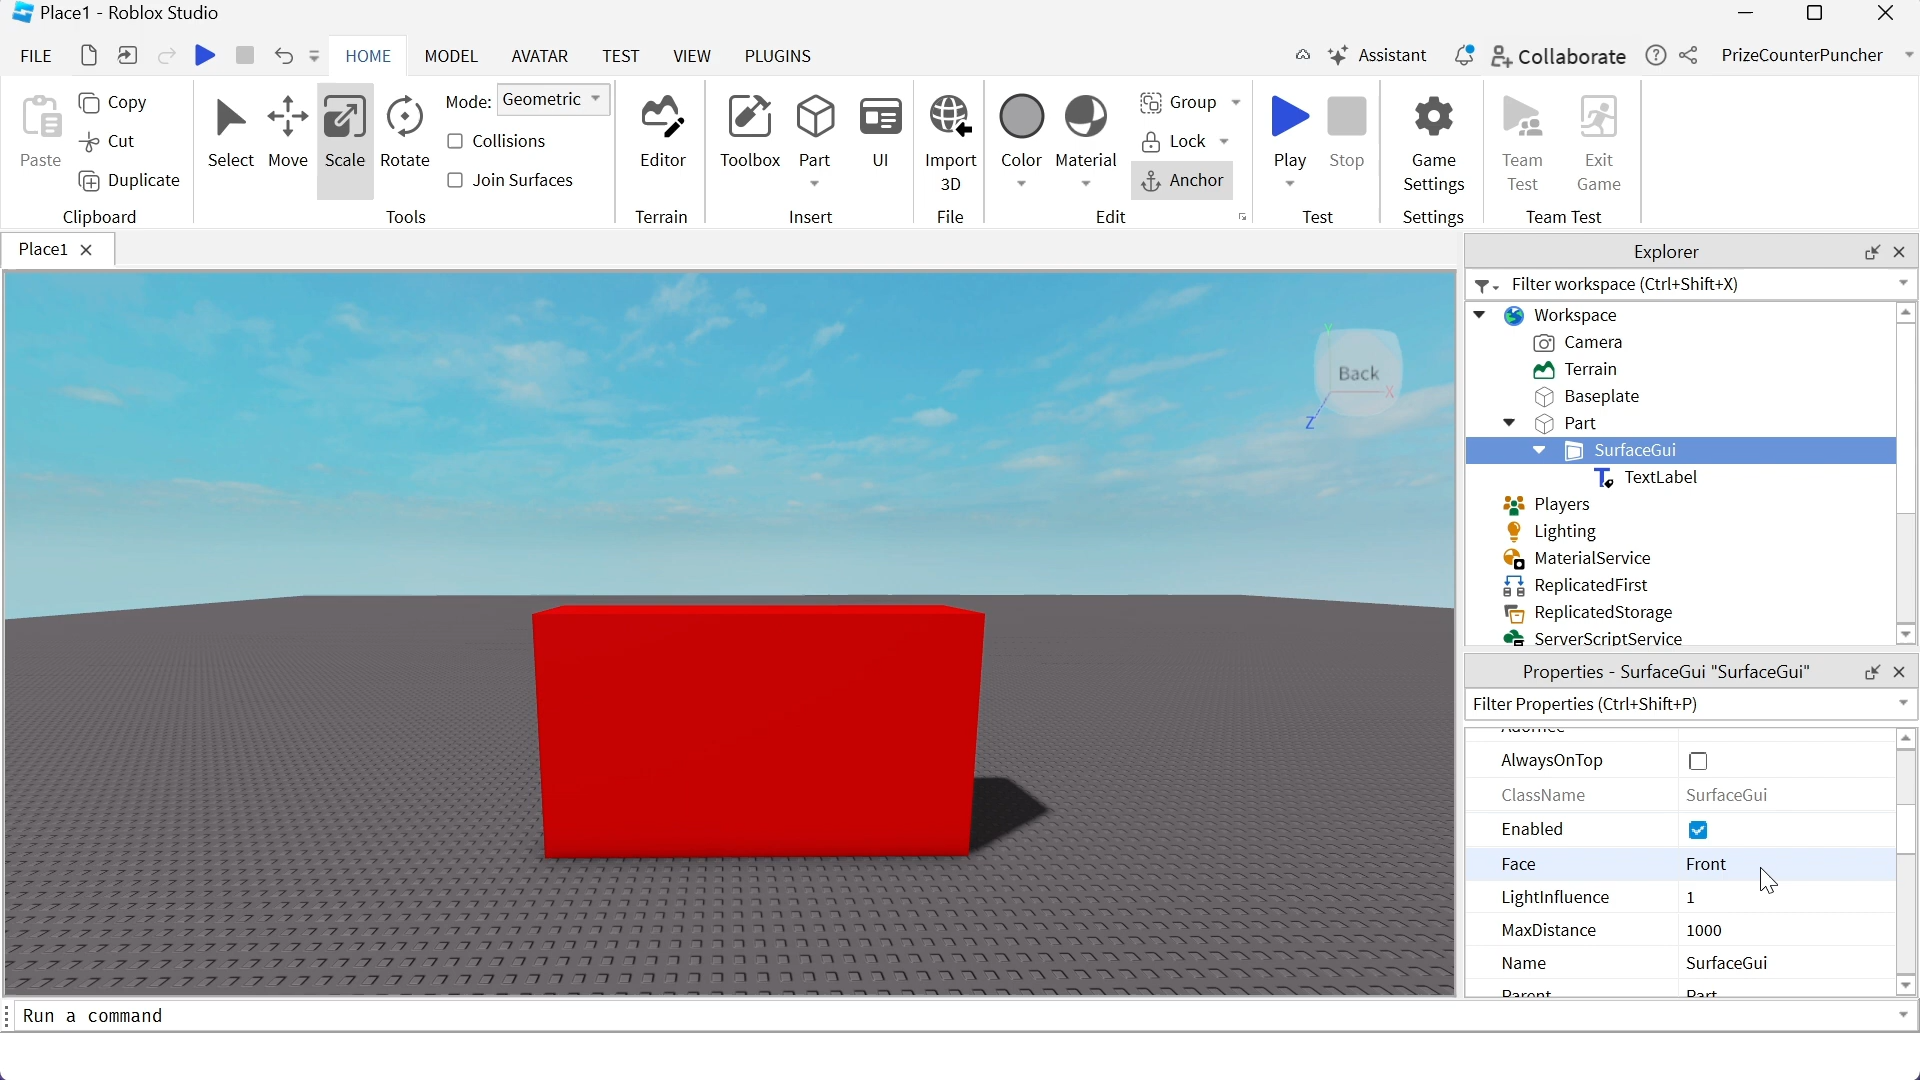 Place1 - Roblox Studio
FILE
HOME
MODEL
AVATAR
TEST
VIEW
PLUGINS
Assistant
Collaborate
PrizeCounterPuncher
Paste
Copy
Cut
Duplicate
Clipboard
Select
Move
Scale
Rotate
Mode: Geometric
Collisions
Join Surfaces
Tools
Editor
Terrain
Toolbox
Part
UI
Insert
Import
3D
File
Color
Material
Group
Lock
Anchor
Edit
Play
Stop
Test
Game
Settings
Settings
Team
Test
Exit
Game
Team Test
Place1
Back
Y
X
Z
Explorer
Filter workspace (Ctrl+Shift+X)
Workspace
Camera
Terrain
Baseplate
Part
SurfaceGui
TextLabel
Players
Lighting
MaterialService
ReplicatedFirst
ReplicatedStorage
ServerScriptService
Properties - SurfaceGui "SurfaceGui"
Filter Properties (Ctrl+Shift+P)
Adornee
AlwaysOnTop
ClassName SurfaceGui
Enabled
Face Front
LightInfluence 1
MaxDistance 1000
Name SurfaceGui
Parent Part
Run a command